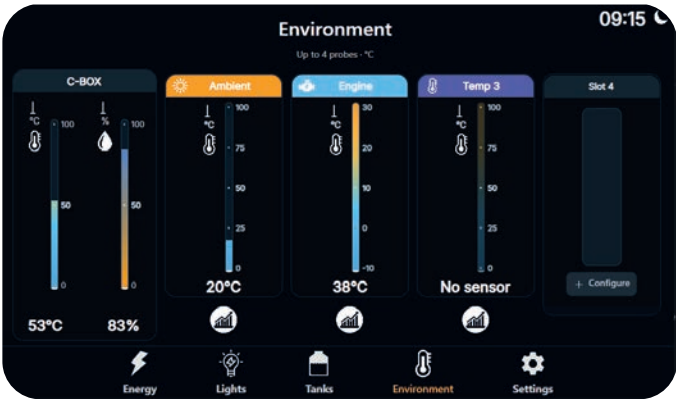 09:15
Environment
Up to 4 probes - °C
C-BOX
°C
100
50
0
%
100
50
0
53°C
83%
Ambient
°C
100
75
50
25
0
20°C
Engine
°C
30
20
10
0
-10
38°C
Temp 3
°C
100
75
50
25
0
No sensor
Slot 4
+ Configure
Energy
Lights
Tanks
Environment
Settings